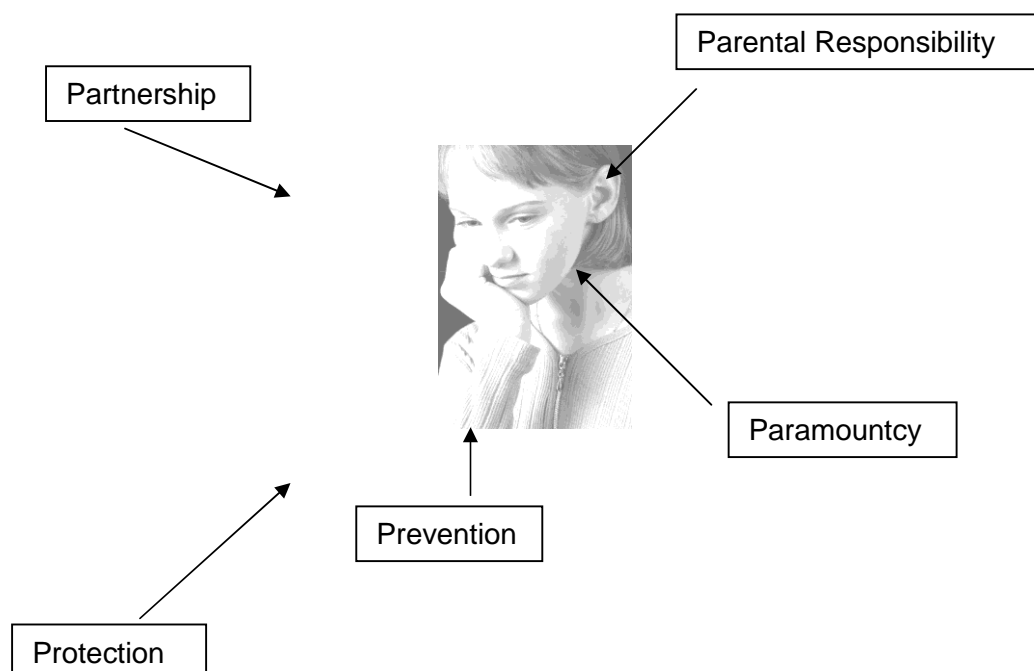 Parental Responsibility
Partnership
Paramountcy
Prevention
Protection